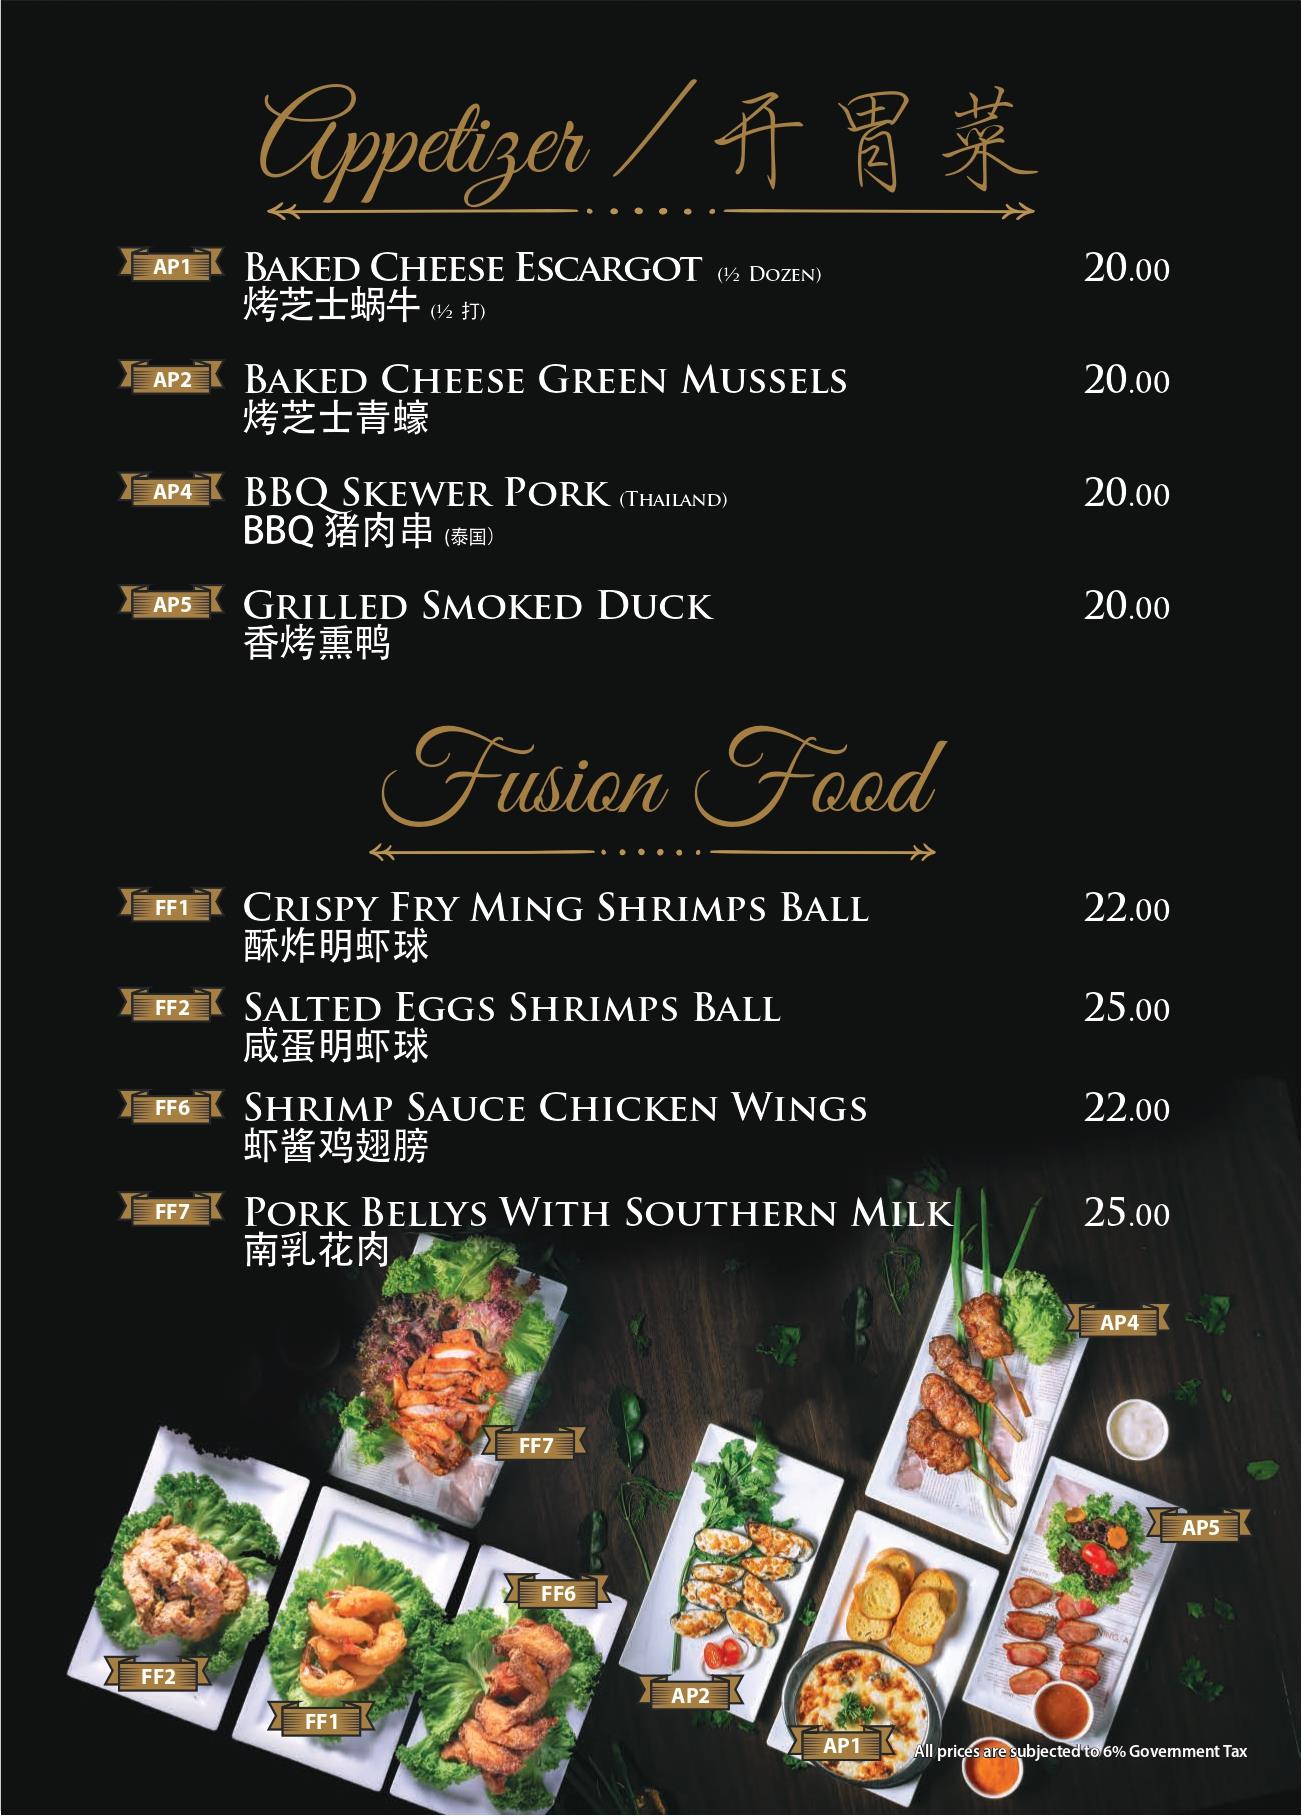 Appetizer / 开胃菜
AP1 Baked Cheese Escargot (½ Dozen) 20.00
烤芝士蜗牛 (½ 打)
AP2 Baked Cheese Green Mussels 20.00
烤芝士青蠔
AP4 BBQ Skewer Pork (Thailand) 20.00
BBQ 猪肉串 (泰国)
AP5 Grilled Smoked Duck 20.00
香烤熏鸭
Fusion Food
FF1 Crispy Fry Ming Shrimps Ball 22.00
酥炸明虾球
FF2 Salted Eggs Shrimps Ball 25.00
咸蛋明虾球
FF6 Shrimp Sauce Chicken Wings 22.00
虾酱鸡翅膀
FF7 Pork Bellys With Southern Milk 25.00
南乳花肉
AP4
FF7
AP5
FF6
FF2
AP2
FF1
AP1
All prices are subjected to 6% Government Tax